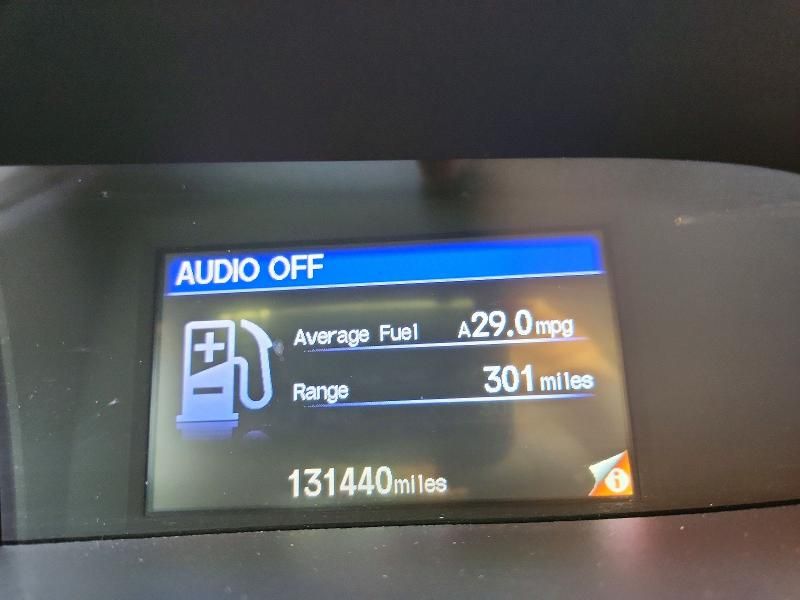 AUDIO OFF
Average Fuel A29.0mpg
Range 301 miles
131440miles